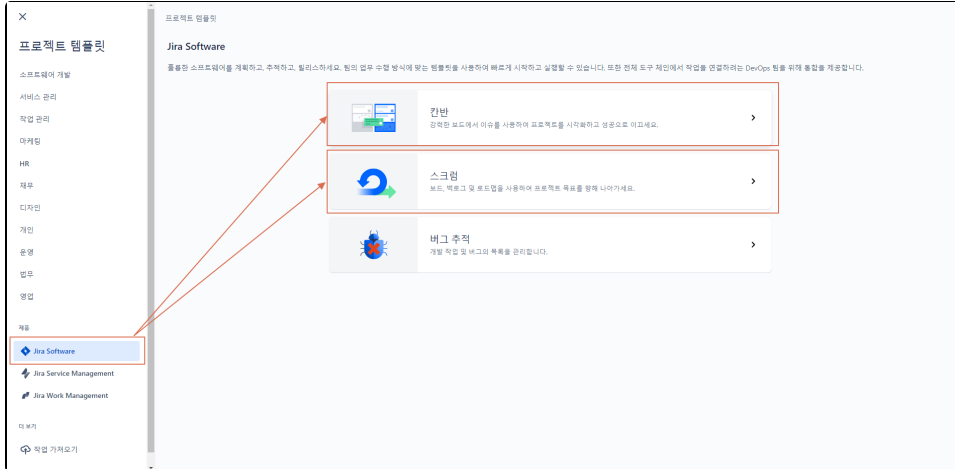 프로젝트 템플릿
소프트웨어 개발
서비스 관리
작업 관리
마케팅
HR
재무
디자인
개인
운영
법무
영업
제품
Jira Software
Jira Service Management
Jira Work Management
더 보기
작업 가져오기
프로젝트 템플릿
Jira Software
훌륭한 소프트웨어를 계획하고, 추적하고, 릴리스하세요. 팀의 업무 수행 방식에 맞는 템플릿을 사용하여 빠르게 시작하고 실행할 수 있습니다. 또한 전체 도구 체인에서 작업을 연결하려는 DevOps 팀을 위해 통합을 제공합니다.
칸반
강력한 보드에서 이슈를 사용하여 프로젝트를 시각화하고 성공으로 이끄세요.
스크럼
보드, 백로그 및 로드맵을 사용하여 프로젝트 목표를 향해 나아가세요.
버그 추적
개발 작업 및 버그의 목록을 관리합니다.